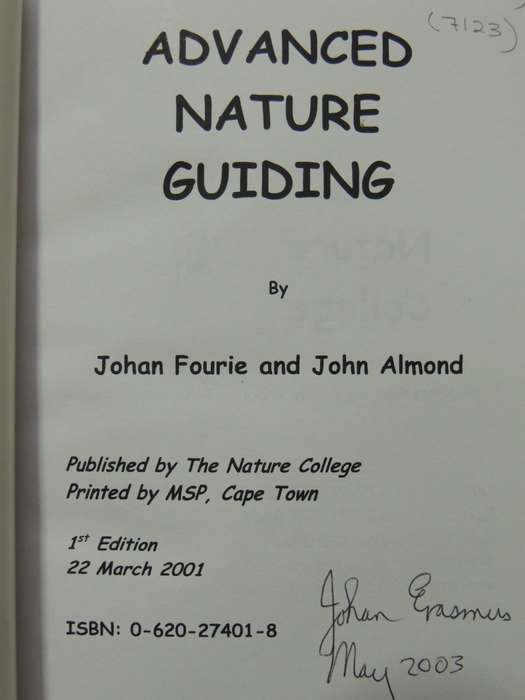 (7123)
ADVANCED
NATURE
GUIDING
By
Johan Fourie and John Almond
Published by The Nature College
Printed by MSP, Cape Town
1st Edition
22 March 2001
ISBN: 0-620-27401-8
Johan Erasmus
May 2003